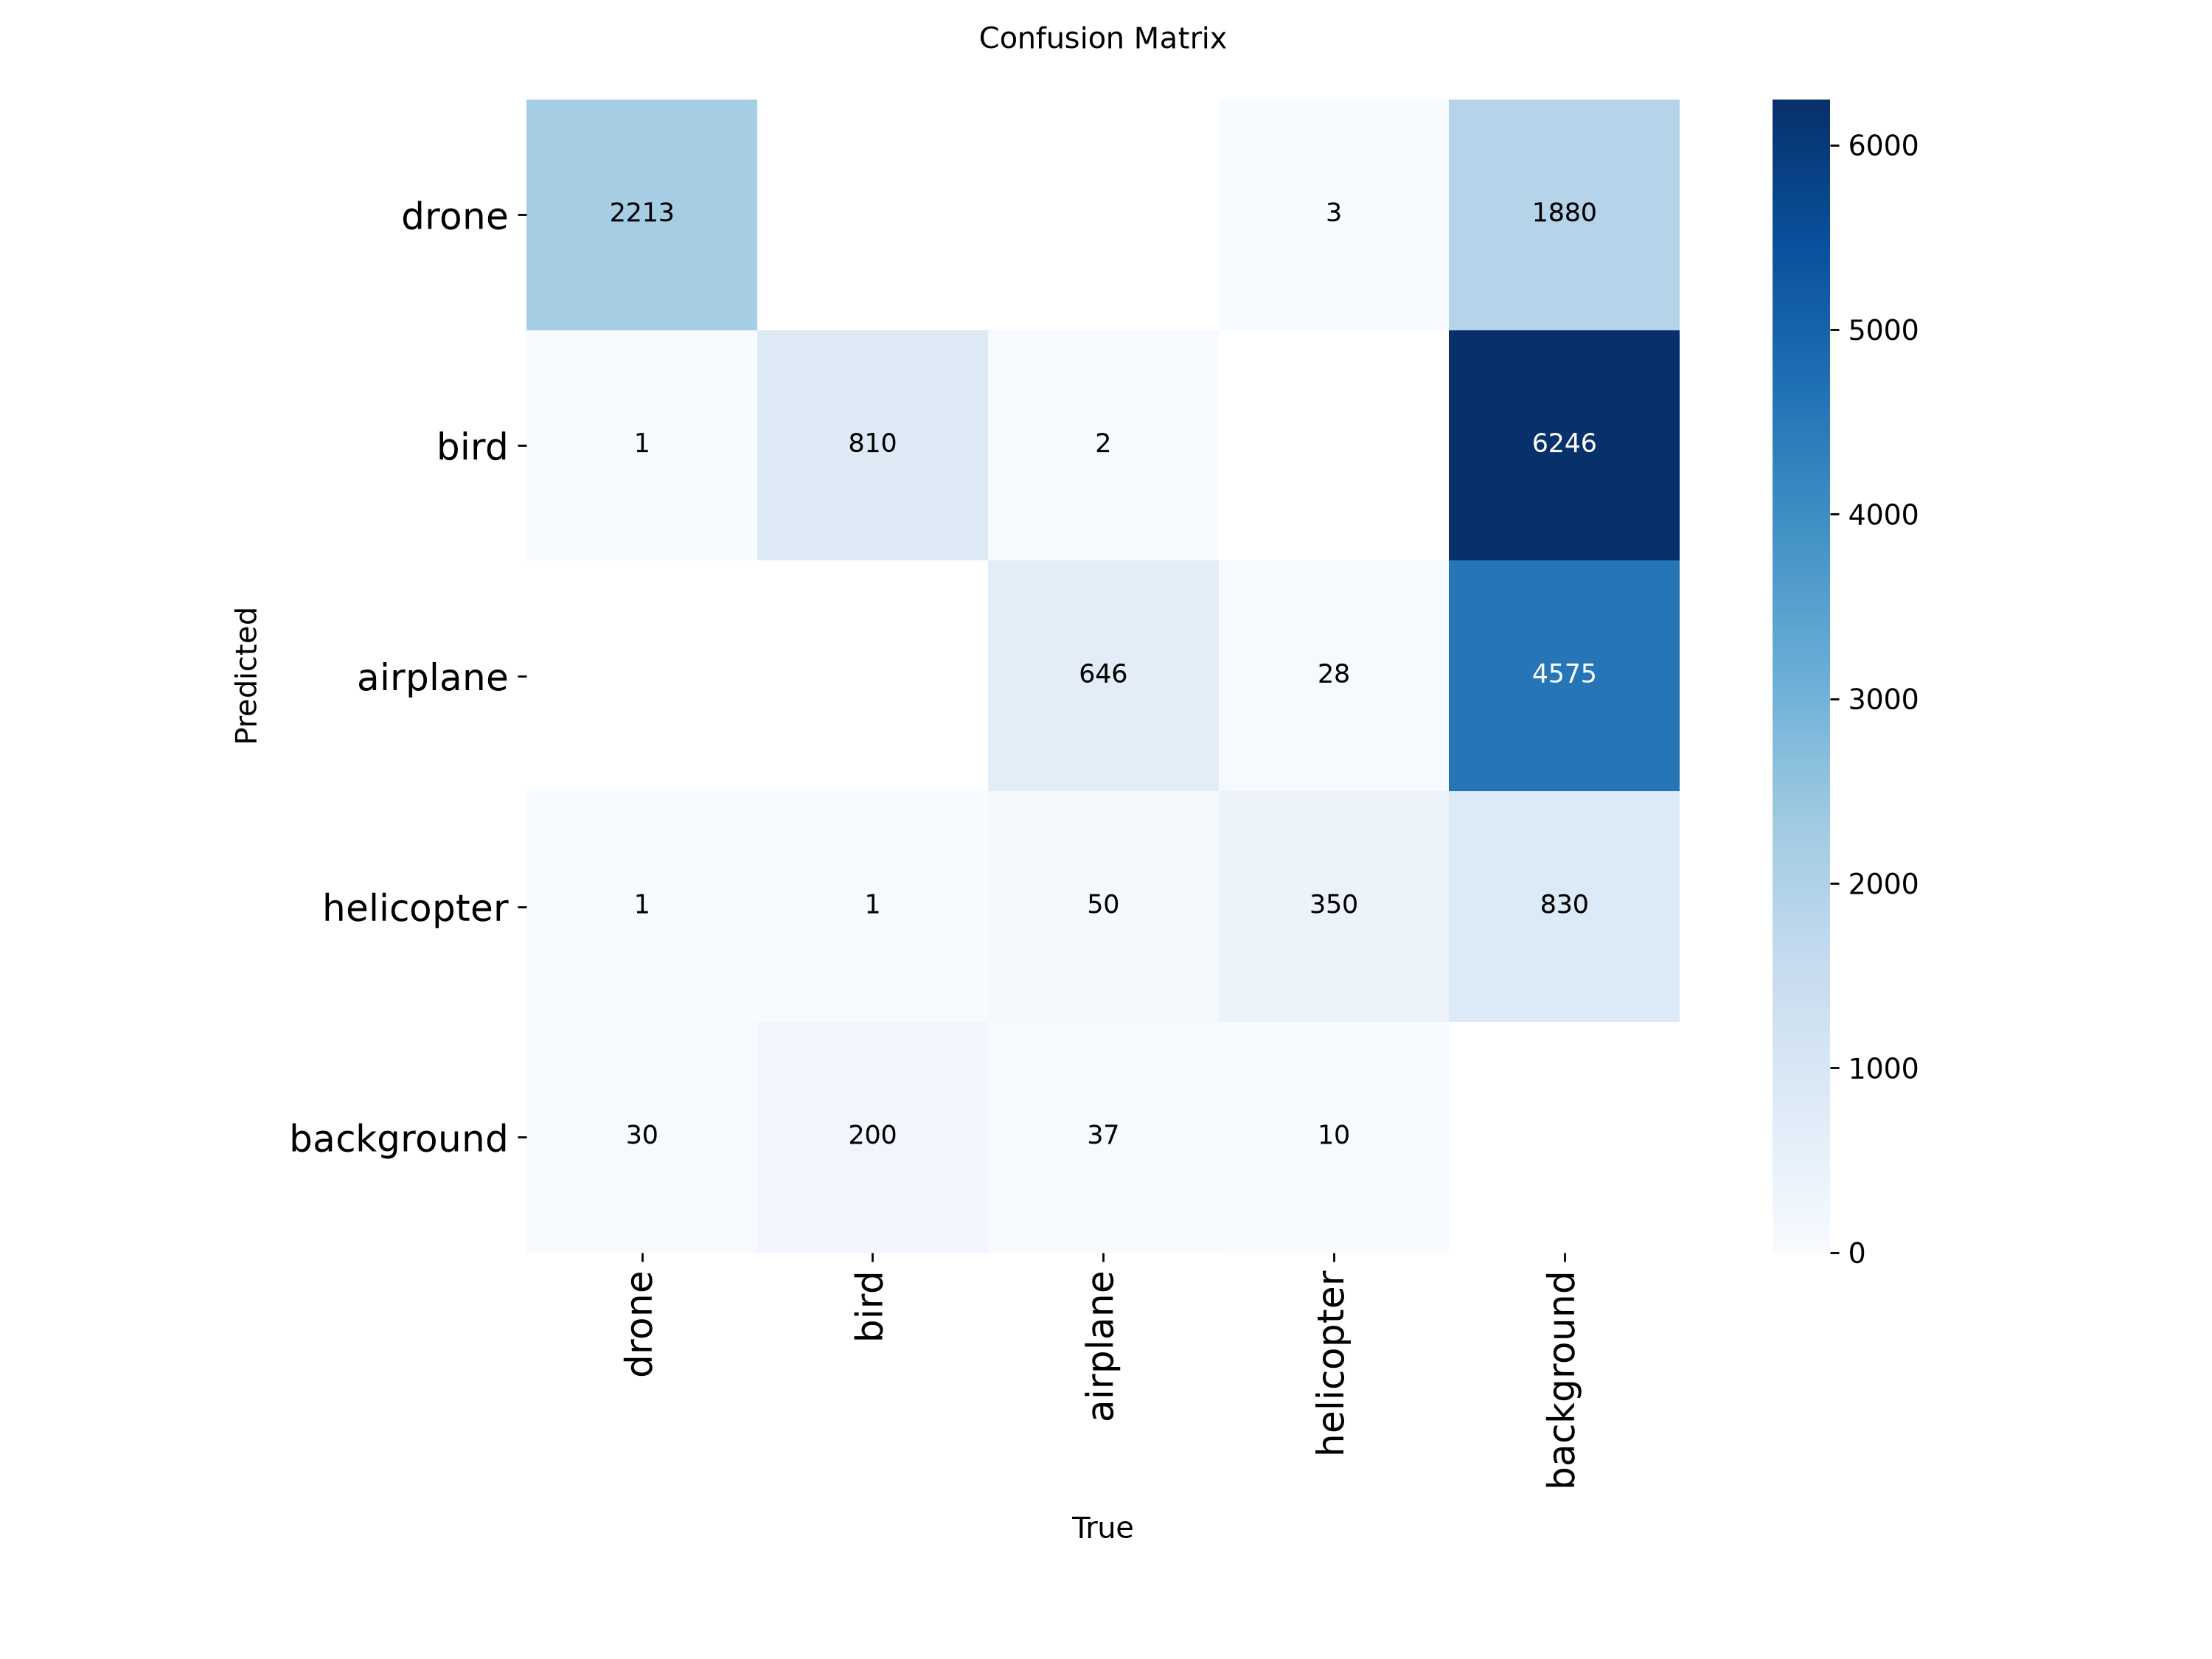 Confusion Matrix
drone 2213 3 1880
bird 1 810 2 6246
airplane 646 28 4575
helicopter 1 1 50 350 830
background 30 200 37 10
drone bird airplane helicopter background
Predicted
True
6000
5000
4000
3000
2000
1000
0